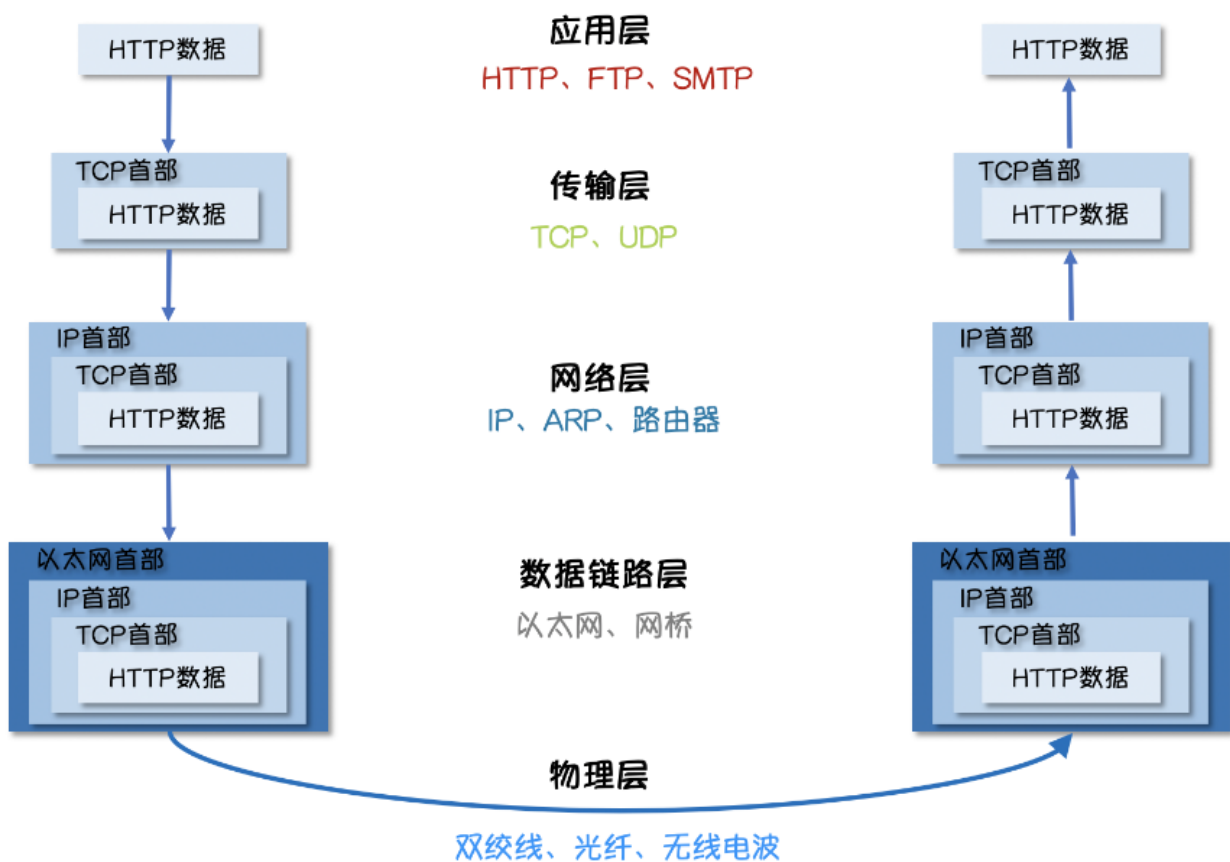 HTTP数据
应用层
HTTP、FTP、SMTP
HTTP数据
TCP首部
HTTP数据
传输层
TCP、UDP
TCP首部
HTTP数据
IP首部
TCP首部
HTTP数据
网络层
IP、ARP、路由器
IP首部
TCP首部
HTTP数据
以太网首部
IP首部
TCP首部
HTTP数据
数据链路层
以太网、网桥
以太网首部
IP首部
TCP首部
HTTP数据
物理层
双绞线、光纤、无线电波